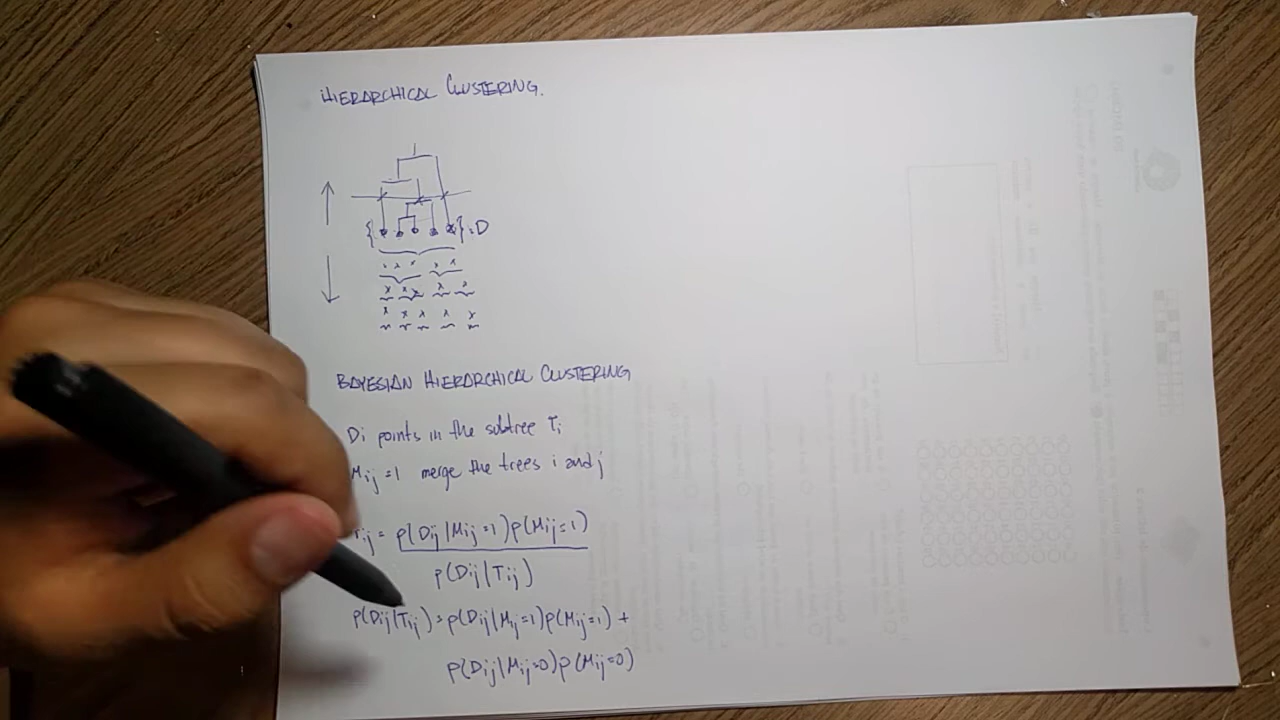 HIERARCHICAL CLUSTERING.
{ } : D
BAYESIAN HIERARCHICAL CLUSTERING
Di points in the subtree Ti
Mij=1 merge the trees i and j
rij = p(Dij|Mij=1)p(Mij=1)
p(Dij|Tij)
p(Dij|Tij)=p(Dij|Mij=1)p(Mij=1) +
p(Dij|Mij=0)p(Mij=0)